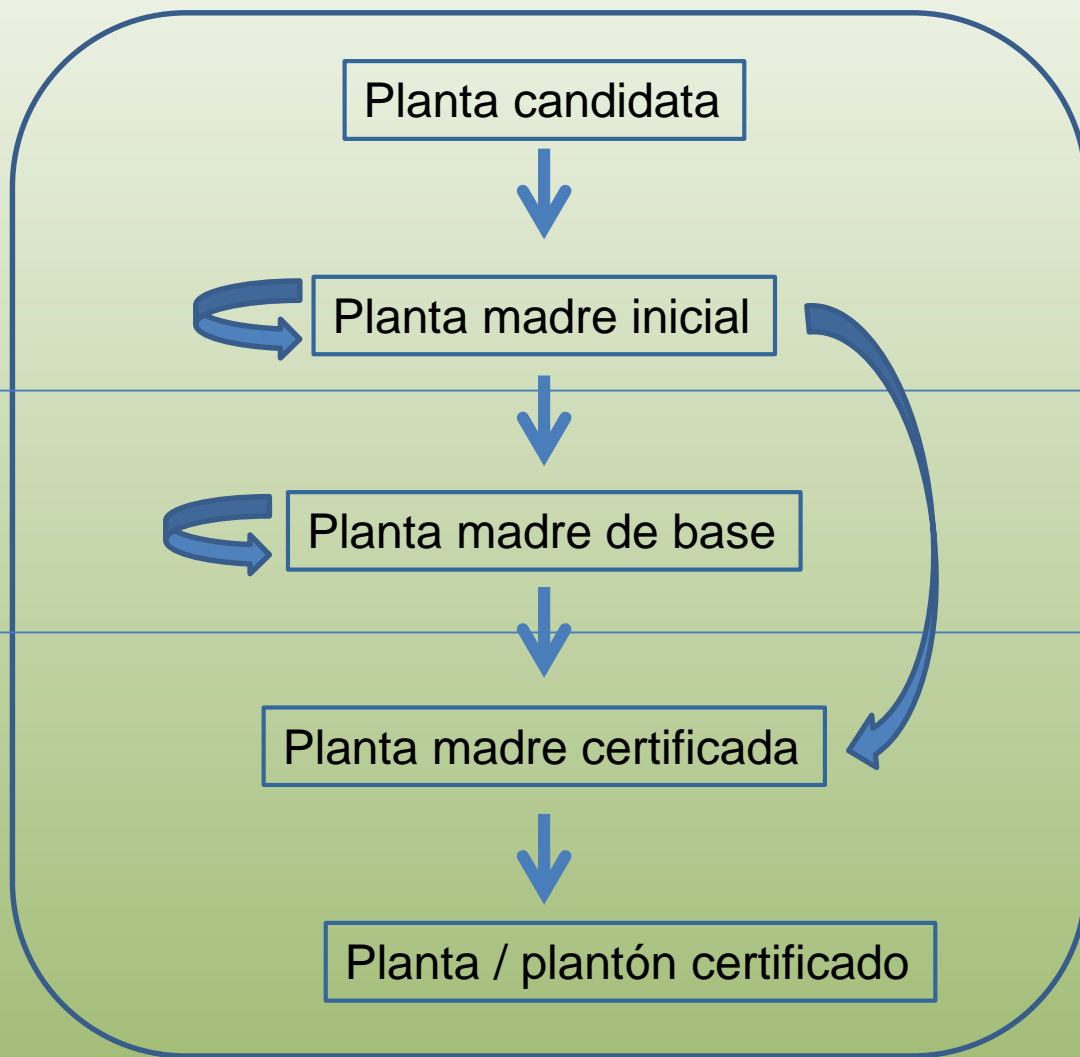 Planta candidata
Planta madre inicial
Planta madre de base
Planta madre certificada
Planta / plantón certificado